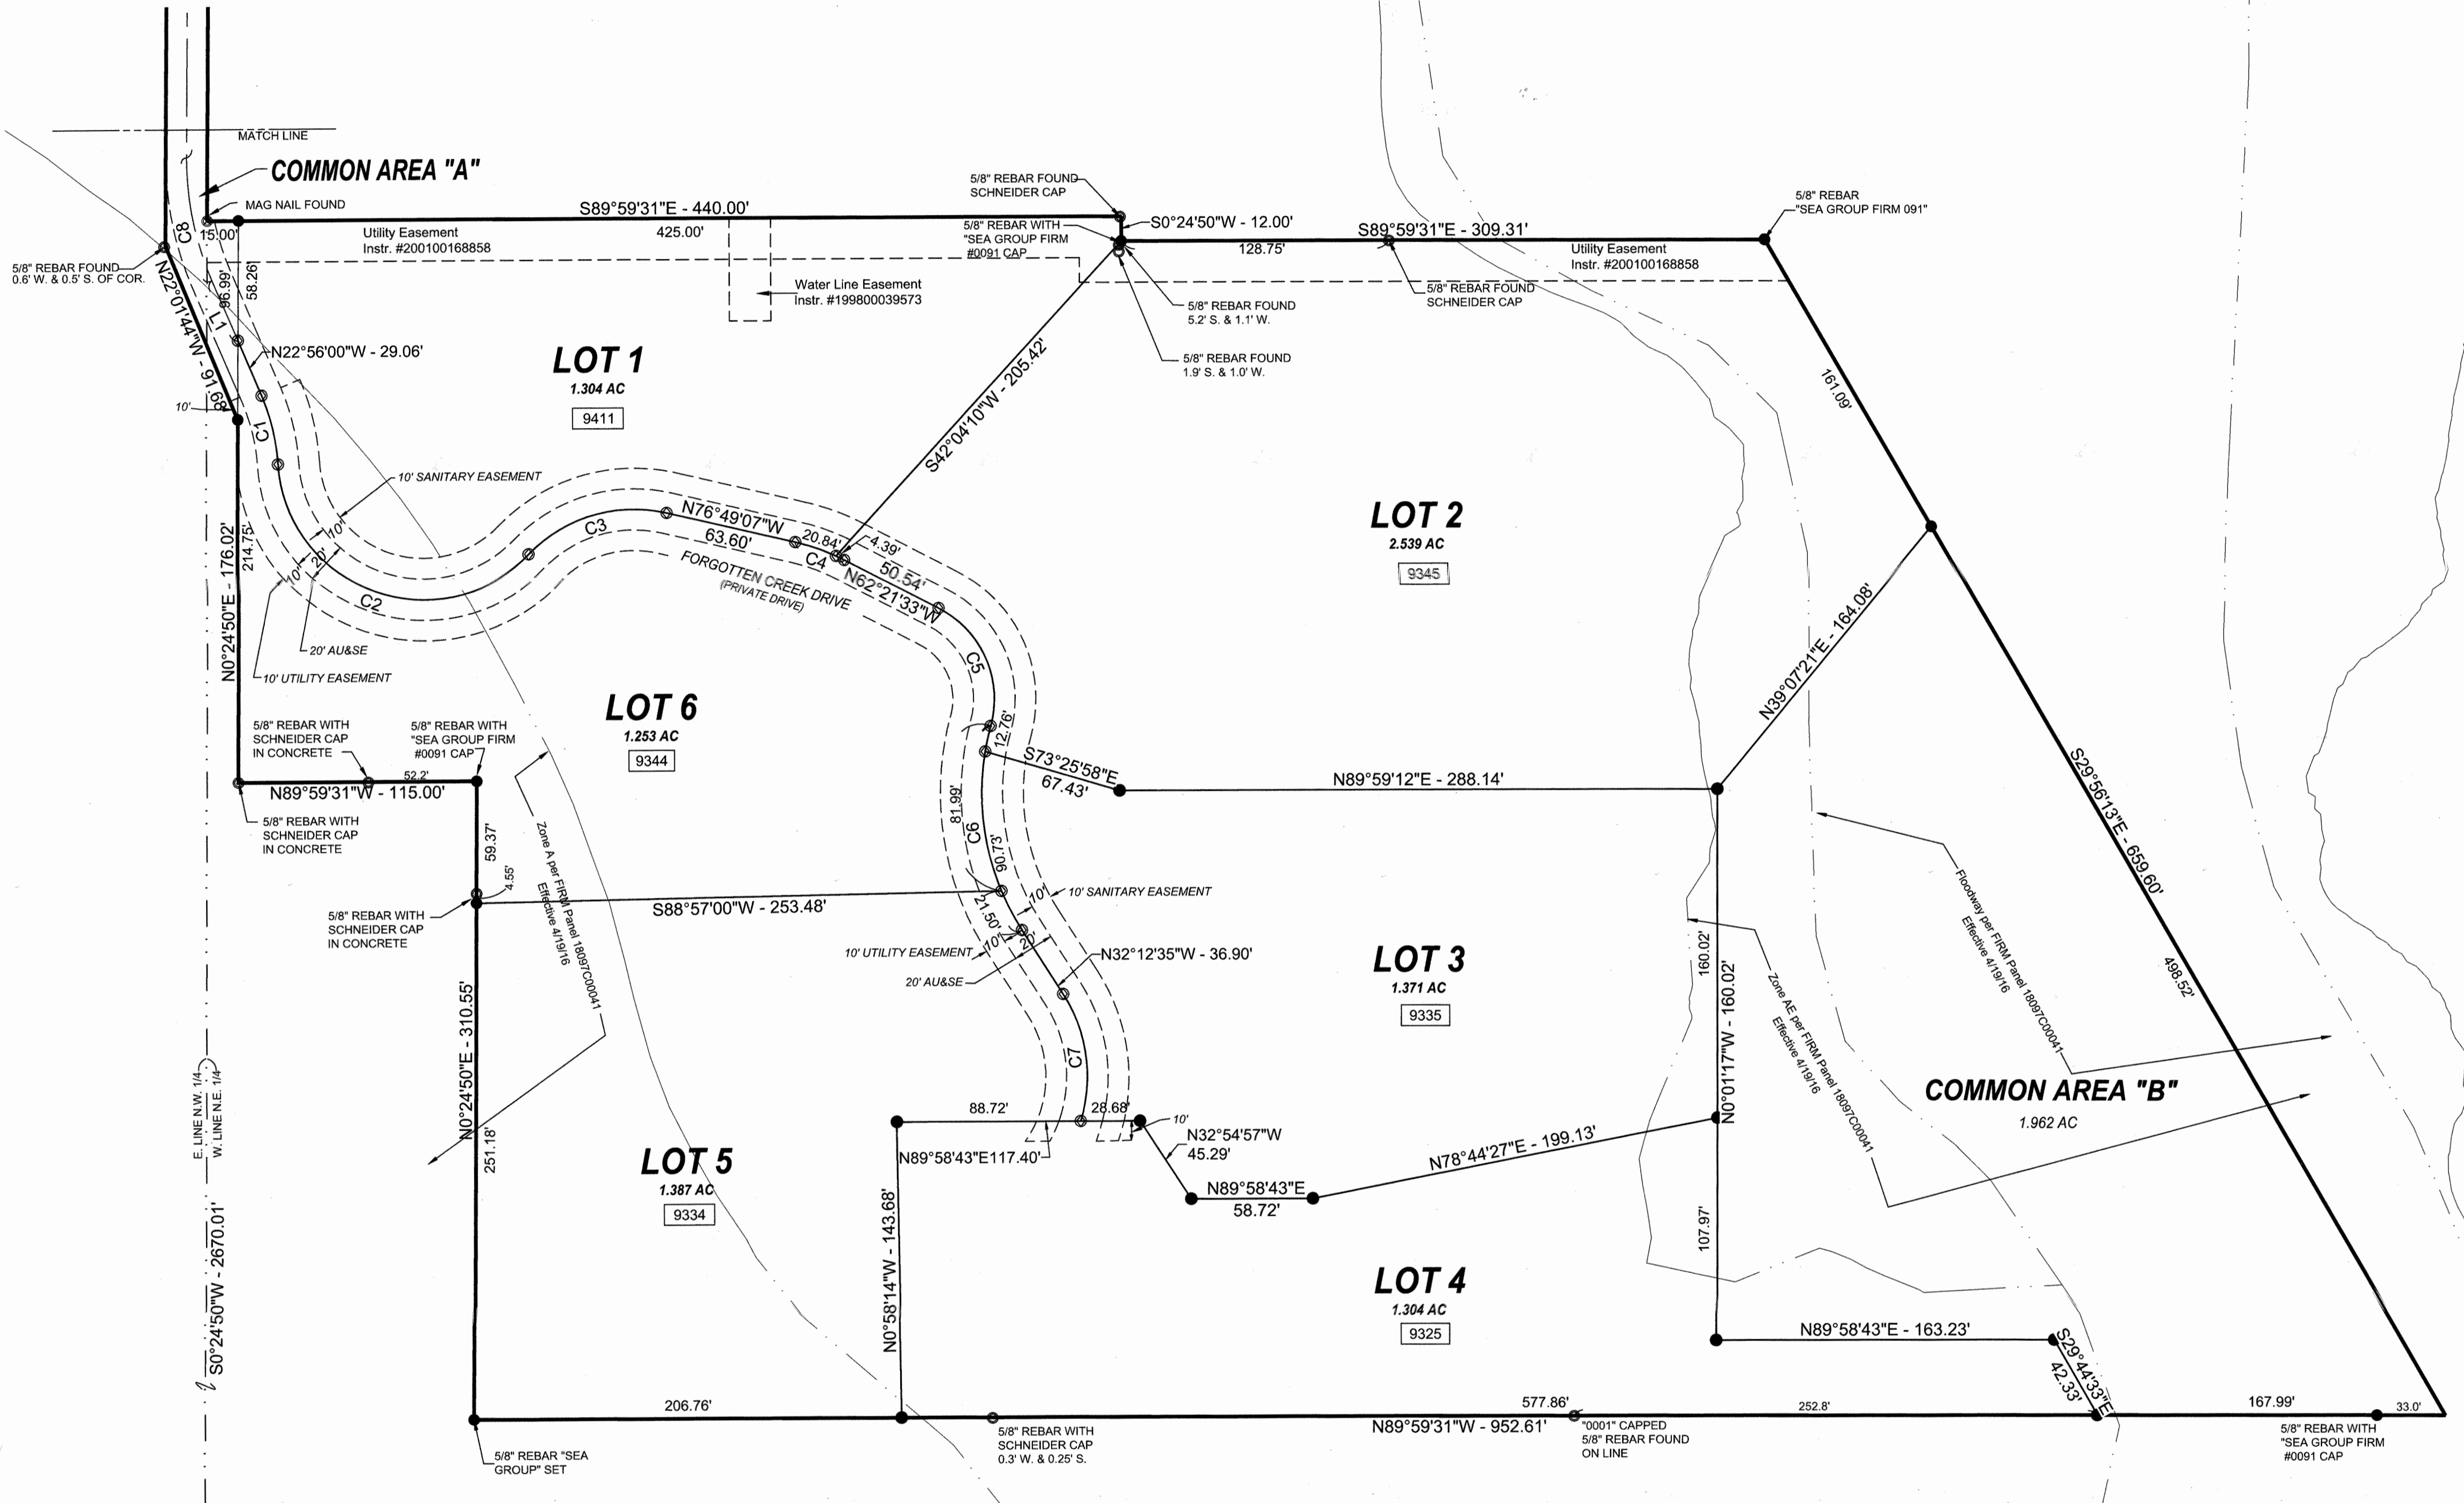 MATCH LINE
COMMON AREA "A"
MAG NAIL FOUND
C8
15.00'
S89°59'31"E - 440.00'
425.00'
Utility Easement
Instr. #200100168858
5/8" REBAR FOUND
SCHNEIDER CAP
5/8" REBAR WITH
"SEA GROUP FIRM
#0091 CAP
S0°24'50"W - 12.00'
128.75'
S89°59'31"E - 309.31'
5/8" REBAR
"SEA GROUP FIRM 091"
Utility Easement
Instr. #200100168858
5/8" REBAR FOUND
SCHNEIDER CAP
5/8" REBAR FOUND
0.6' W. & 0.5' S. OF COR.
N22°01'44"W - 91.68'
96.99'
58.26'
L1
Water Line Easement
Instr. #199800039573
5/8" REBAR FOUND
5.2' S. & 1.1' W.
5/8" REBAR FOUND
1.9' S. & 1.0' W.
N22°56'00"W - 29.06'
LOT 1
1.304 AC
9411
S42°04'10"W - 205.42'
161.09'
10'
C1
10' SANITARY EASEMENT
LOT 2
2.539 AC
9345
N0°24'50"E - 176.02'
214.75'
10'
20'
10'
C2
C3
N76°49'07"W
63.60'
20.84'
C4
4.39'
50.54'
N62°21'33"W
FORGOTTEN CREEK DRIVE
(PRIVATE DRIVE)
20' AU&SE
10' UTILITY EASEMENT
C5
12.76'
N39°07'21"E - 164.08'
LOT 6
1.253 AC
9344
5/8" REBAR WITH
SCHNEIDER CAP
IN CONCRETE
5/8" REBAR WITH
"SEA GROUP FIRM
#0091 CAP
52.2'
N89°59'31"W - 115.00'
5/8" REBAR WITH
SCHNEIDER CAP
IN CONCRETE
S73°25'58"E
67.43'
N89°59'12"E - 288.14'
S29°56'13"E - 659.60'
59.37'
4.55'
Zone A per FIRM Panel 18097C00041
Effective 4/19/16
81.99'
C6
90.73'
5/8" REBAR WITH
SCHNEIDER CAP
IN CONCRETE
S88°57'00"W - 253.48'
21.50'
10'
10' SANITARY EASEMENT
10' UTILITY EASEMENT
10'
20'
20' AU&SE
N32°12'35"W - 36.90'
LOT 3
1.371 AC
9335
160.02'
N0°01'17"W - 160.02'
Zone AE per FIRM Panel 18097C00041
Effective 4/19/16
Floodway per FIRM Panel 18097C00041
Effective 4/19/16
498.52'
COMMON AREA "B"
1.962 AC
N0°24'50"E - 310.55'
251.18'
E. LINE N.W. 1/4
W. LINE N.E. 1/4
S0°24'50"W - 2670.01'
C7
88.72'
28.68'
10'
N89°58'43"E117.40'
N32°54'57"W
45.29'
N89°58'43"E
58.72'
N78°44'27"E - 199.13'
LOT 5
1.387 AC
9334
N0°58'14"W - 143.68'
107.97'
LOT 4
1.304 AC
9325
N89°58'43"E - 163.23'
S29°44'33"E
42.33'
206.76'
577.86'
252.8'
167.99'
33.0'
N89°59'31"W - 952.61'
5/8" REBAR "SEA
GROUP" SET
5/8" REBAR WITH
SCHNEIDER CAP
0.3' W. & 0.25' S.
"0001" CAPPED
5/8" REBAR FOUND
ON LINE
5/8" REBAR WITH
"SEA GROUP FIRM
#0091 CAP